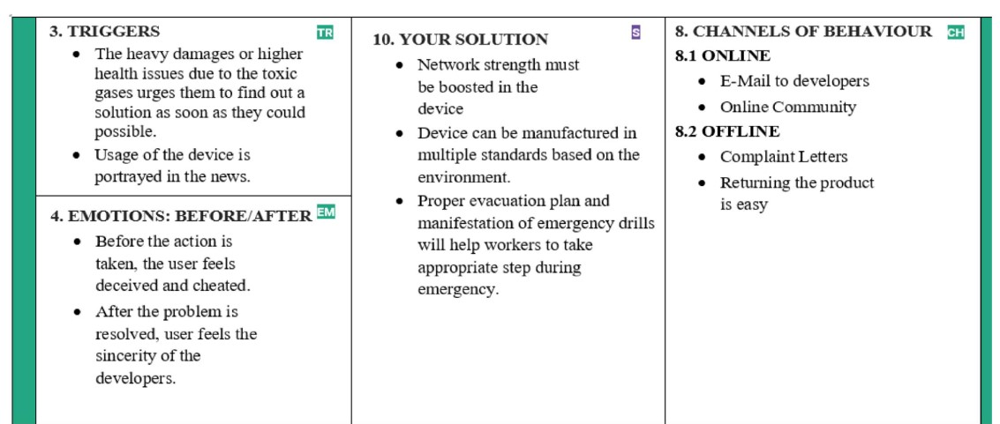 3. TRIGGERS TR
• The heavy damages or higher
health issues due to the toxic
gases urges them to find out a
solution as soon as they could
possible.
• Usage of the device is
portrayed in the news.
4. EMOTIONS: BEFORE/AFTER EM
• Before the action is
taken, the user feels
deceived and cheated.
• After the problem is
resolved, user feels the
sincerity of the
developers.
10. YOUR SOLUTION S
• Network strength must
be boosted in the
device
• Device can be manufactured in
multiple standards based on the
environment.
• Proper evacuation plan and
manifestation of emergency drills
will help workers to take
appropriate step during
emergency.
8. CHANNELS OF BEHAVIOUR CH
8.1 ONLINE
• E-Mail to developers
• Online Community
8.2 OFFLINE
• Complaint Letters
• Returning the product
is easy